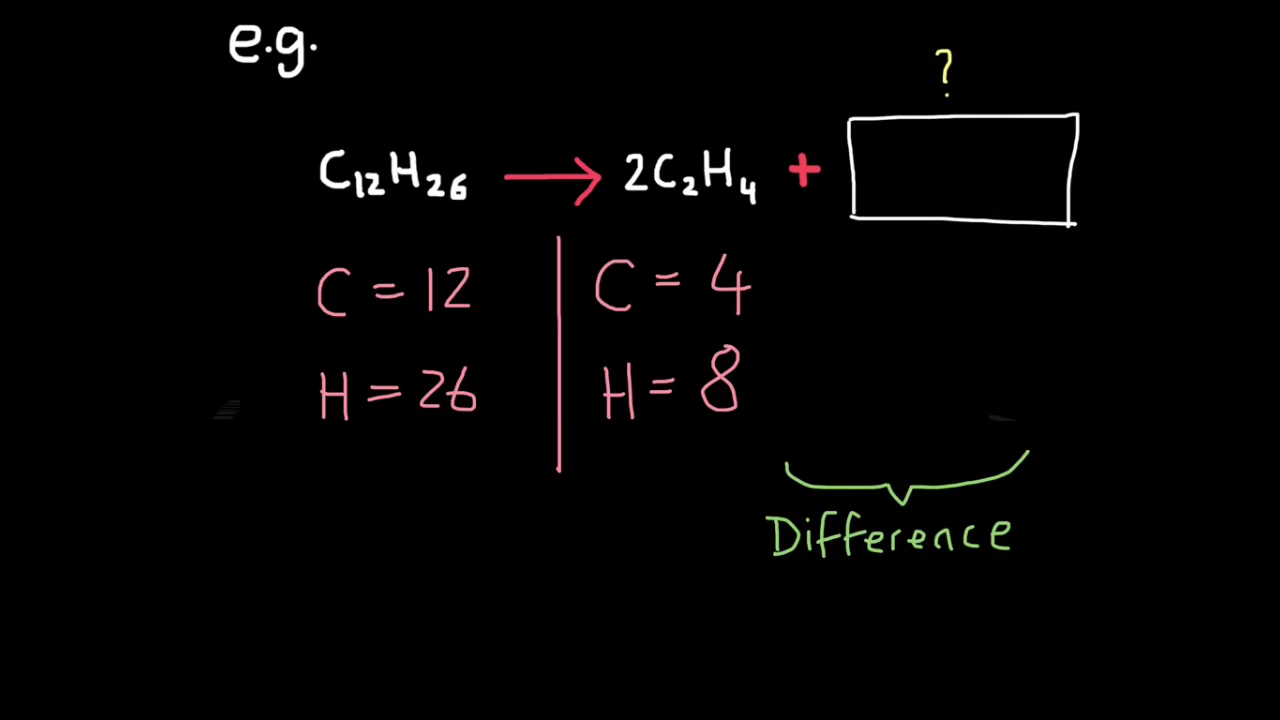 e.g.
?
C₁₂H₂₆ → 2C₂H₄ +
C = 12 C = 4
H = 26 H = 8
Difference